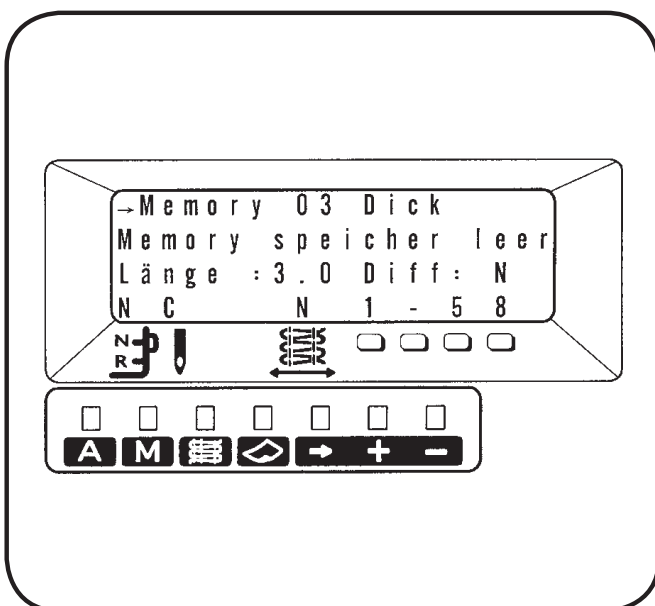 →Memory 03 Dick
Memory speicher leer
Länge :3.0 Diff: N
N C N 1 - 5 8
N
R
A M → + −